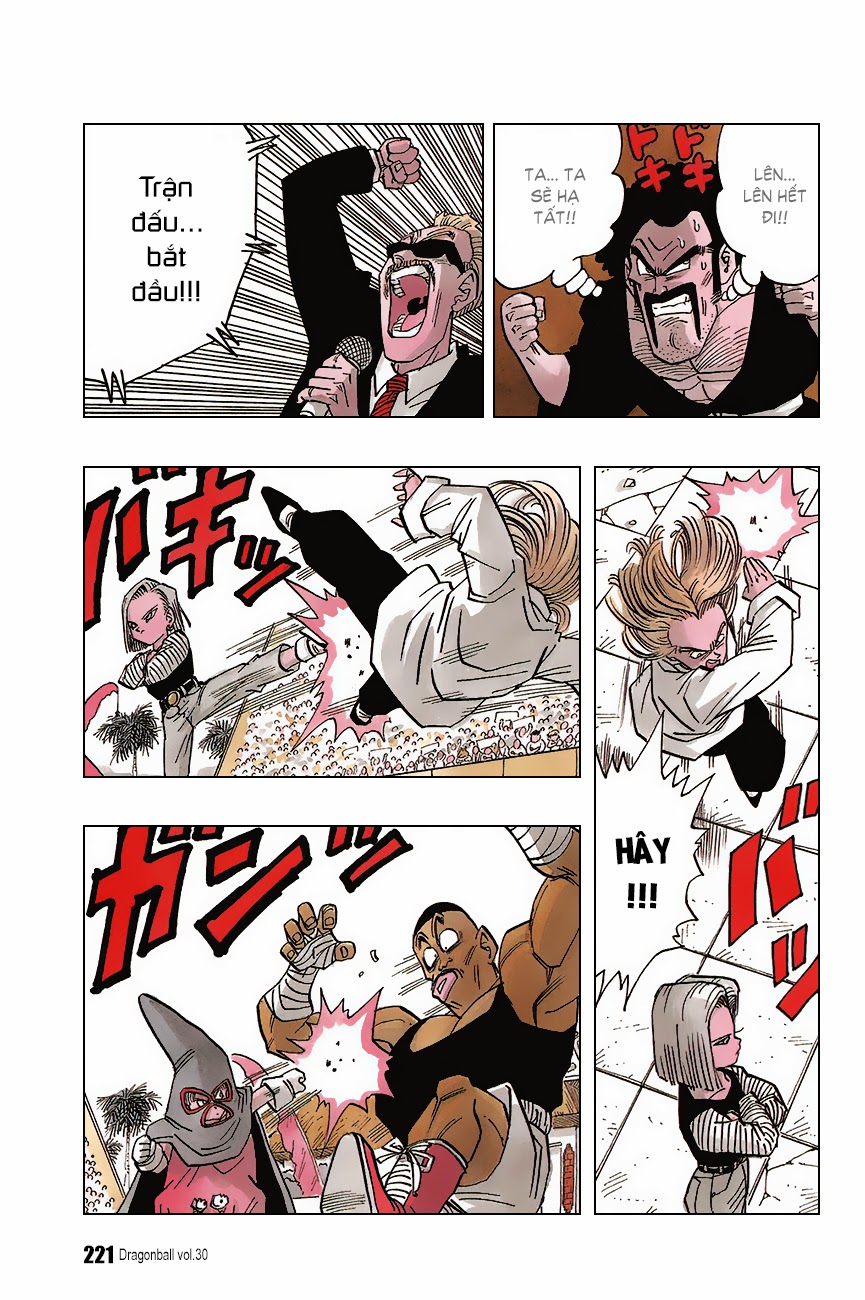 ドキ
ドキ
LÊN...
LÊN HẾT
ĐI!!
TA... TA
SẼ HẠ
TẤT!!
Trận
đấu...
bắt
đầu!!!
バッ
HÂY
!!!
バキッ
ガンッ
221 Dragonball vol.30